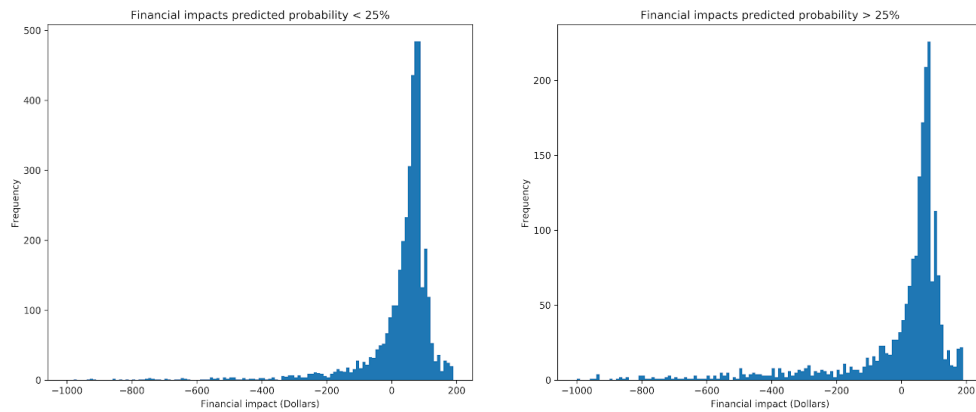 Financial impacts predicted probability < 25%
Frequency
500
400
300
200
100
0
−1000 −800 −600 −400 −200 0 200
Financial impact (Dollars)
Financial impacts predicted probability > 25%
Frequency
200
150
100
50
0
−1000 −800 −600 −400 −200 0 200
Financial impact (Dollars)